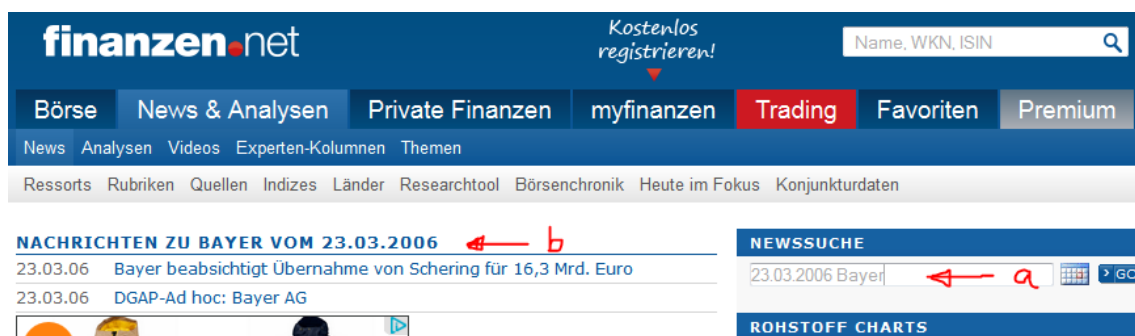 finanzen.net
Kostenlos
registrieren!
Name, WKN, ISIN
Börse News & Analysen Private Finanzen myfinanzen Trading Favoriten Premium
News Analysen Videos Experten-Kolumnen Themen
Ressorts Rubriken Quellen Indizes Länder Researchtool Börsenchronik Heute im Fokus Konjunkturdaten
NACHRICHTEN ZU BAYER VOM 23.03.2006 b
23.03.06 Bayer beabsichtigt Übernahme von Schering für 16,3 Mrd. Euro
23.03.06 DGAP-Ad hoc: Bayer AG
NEWSSUCHE
23.03.2006 Bayer a GO
ROHSTOFF CHARTS